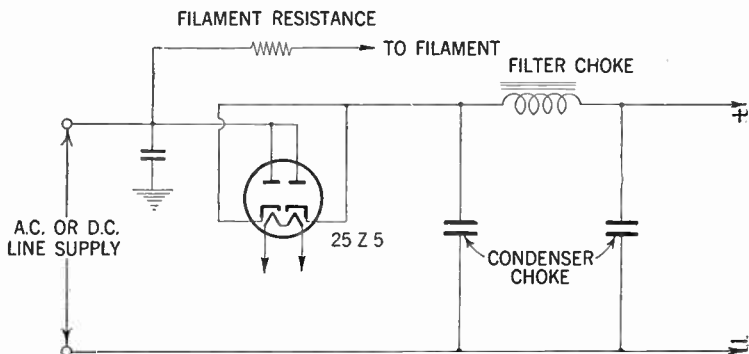 FILAMENT RESISTANCE
TO FILAMENT
FILTER CHOKE
+
A.C. OR D.C.
LINE SUPPLY
25 Z 5
CONDENSER
CHOKE
−